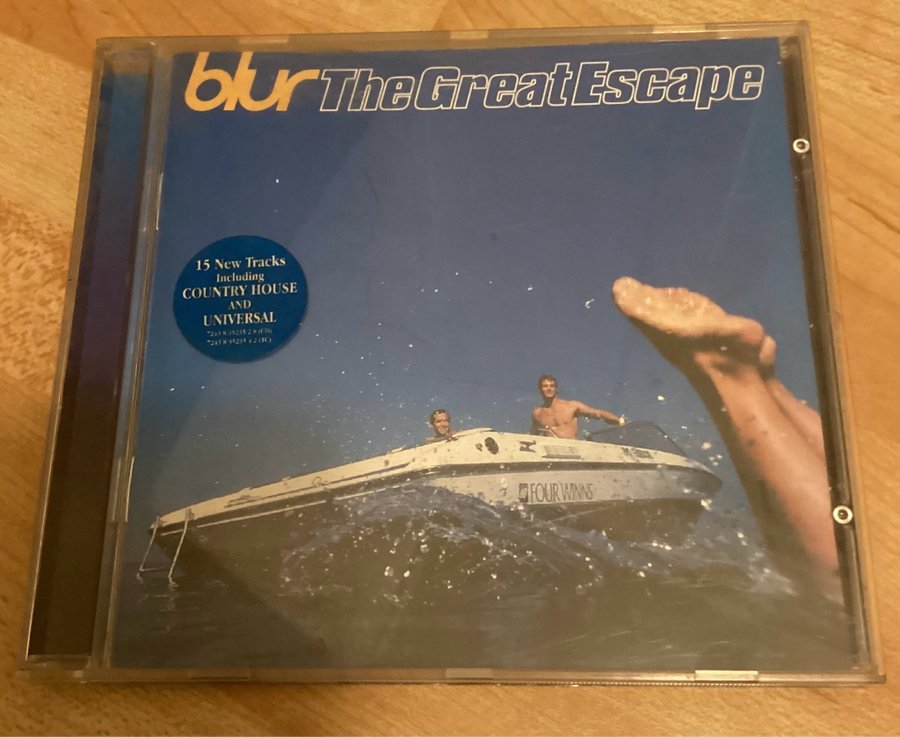 blur The Great Escape
15 New Tracks
Including
COUNTRY HOUSE
AND
UNIVERSAL
FOUR WINNS